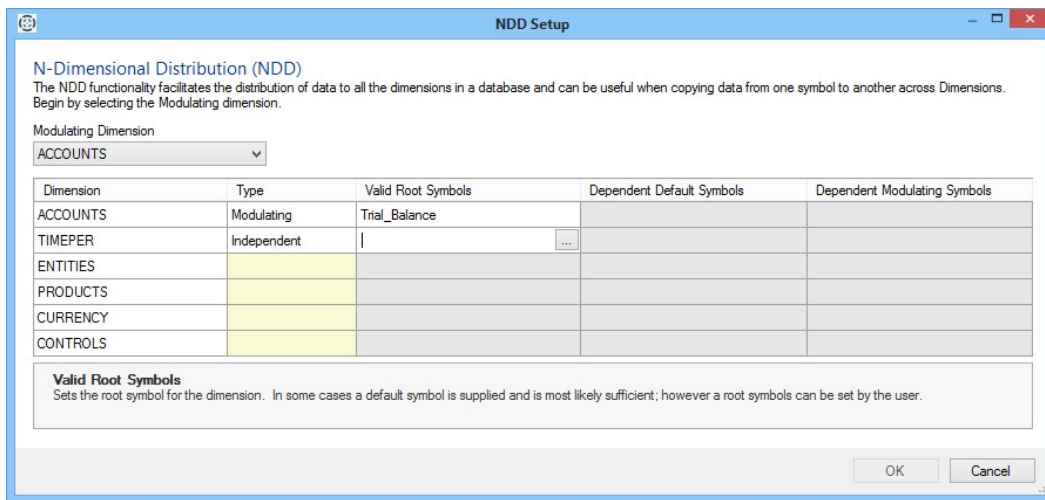 NDD Setup
N-Dimensional Distribution (NDD)
The NDD functionality facilitates the distribution of data to all the dimensions in a database and can be useful when copying data from one symbol to another across Dimensions.
Begin by selecting the Modulating dimension.
Modulating Dimension
ACCOUNTS
Dimension Type Valid Root Symbols Dependent Default Symbols Dependent Modulating Symbols
ACCOUNTS Modulating Trial_Balance
TIMEPER Independent ...
ENTITIES
PRODUCTS
CURRENCY
CONTROLS
Valid Root Symbols
Sets the root symbol for the dimension. In some cases a default symbol is supplied and is most likely sufficient; however a root symbols can be set by the user.
OK Cancel